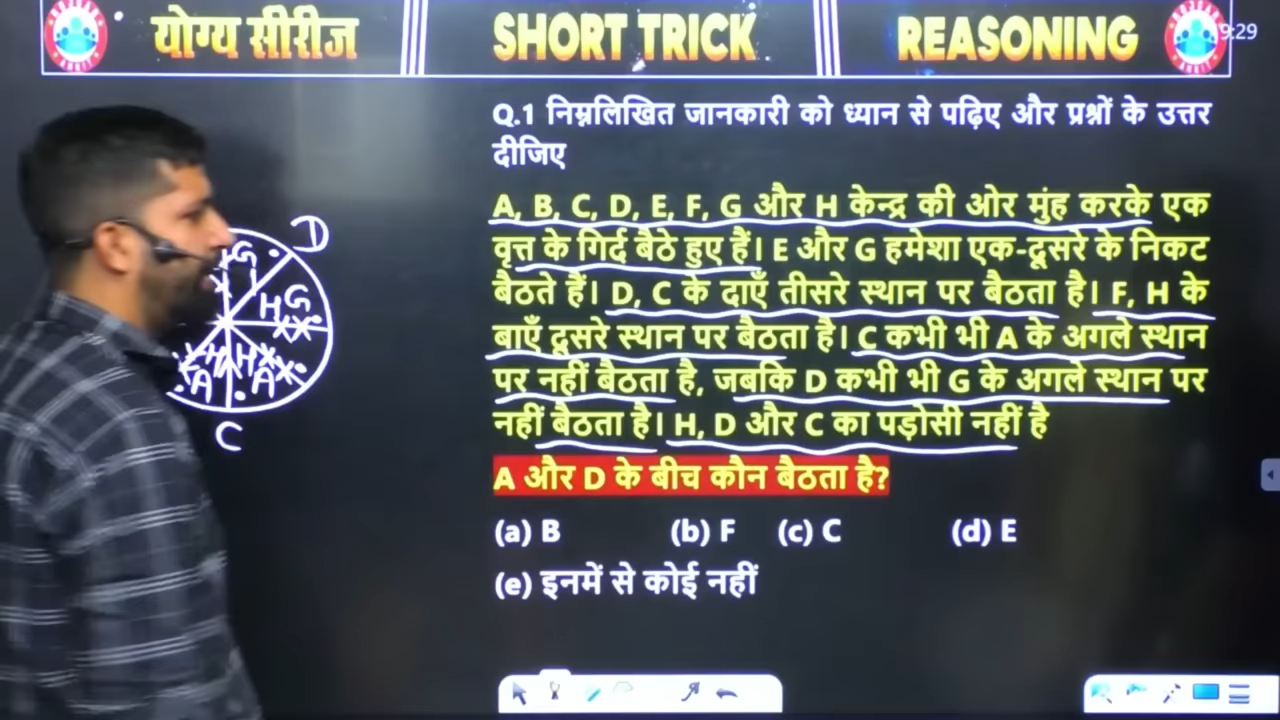 योग्य सीरीज
SHORT TRICK
REASONING
9:29
Q.1 निम्नलिखित जानकारी को ध्यान से पढ़िए और प्रश्नों के उत्तर
दीजिए
A, B, C, D, E, F, G और H केन्द्र की ओर मुंह करके एक
वृत्त के गिर्द बैठे हुए हैं। E और G हमेशा एक-दूसरे के निकट
बैठते हैं। D, C के दाएँ तीसरे स्थान पर बैठता है। F, H के
बाएँ दूसरे स्थान पर बैठता है। C कभी भी A के अगले स्थान
पर नहीं बैठता है, जबकि D कभी भी G के अगले स्थान पर
नहीं बैठता है। H, D और C का पड़ोसी नहीं है
A और D के बीच कौन बैठता है?
(a) B (b) F (c) C (d) E
(e) इनमें से कोई नहीं
D
G
H G
H H
A A
C